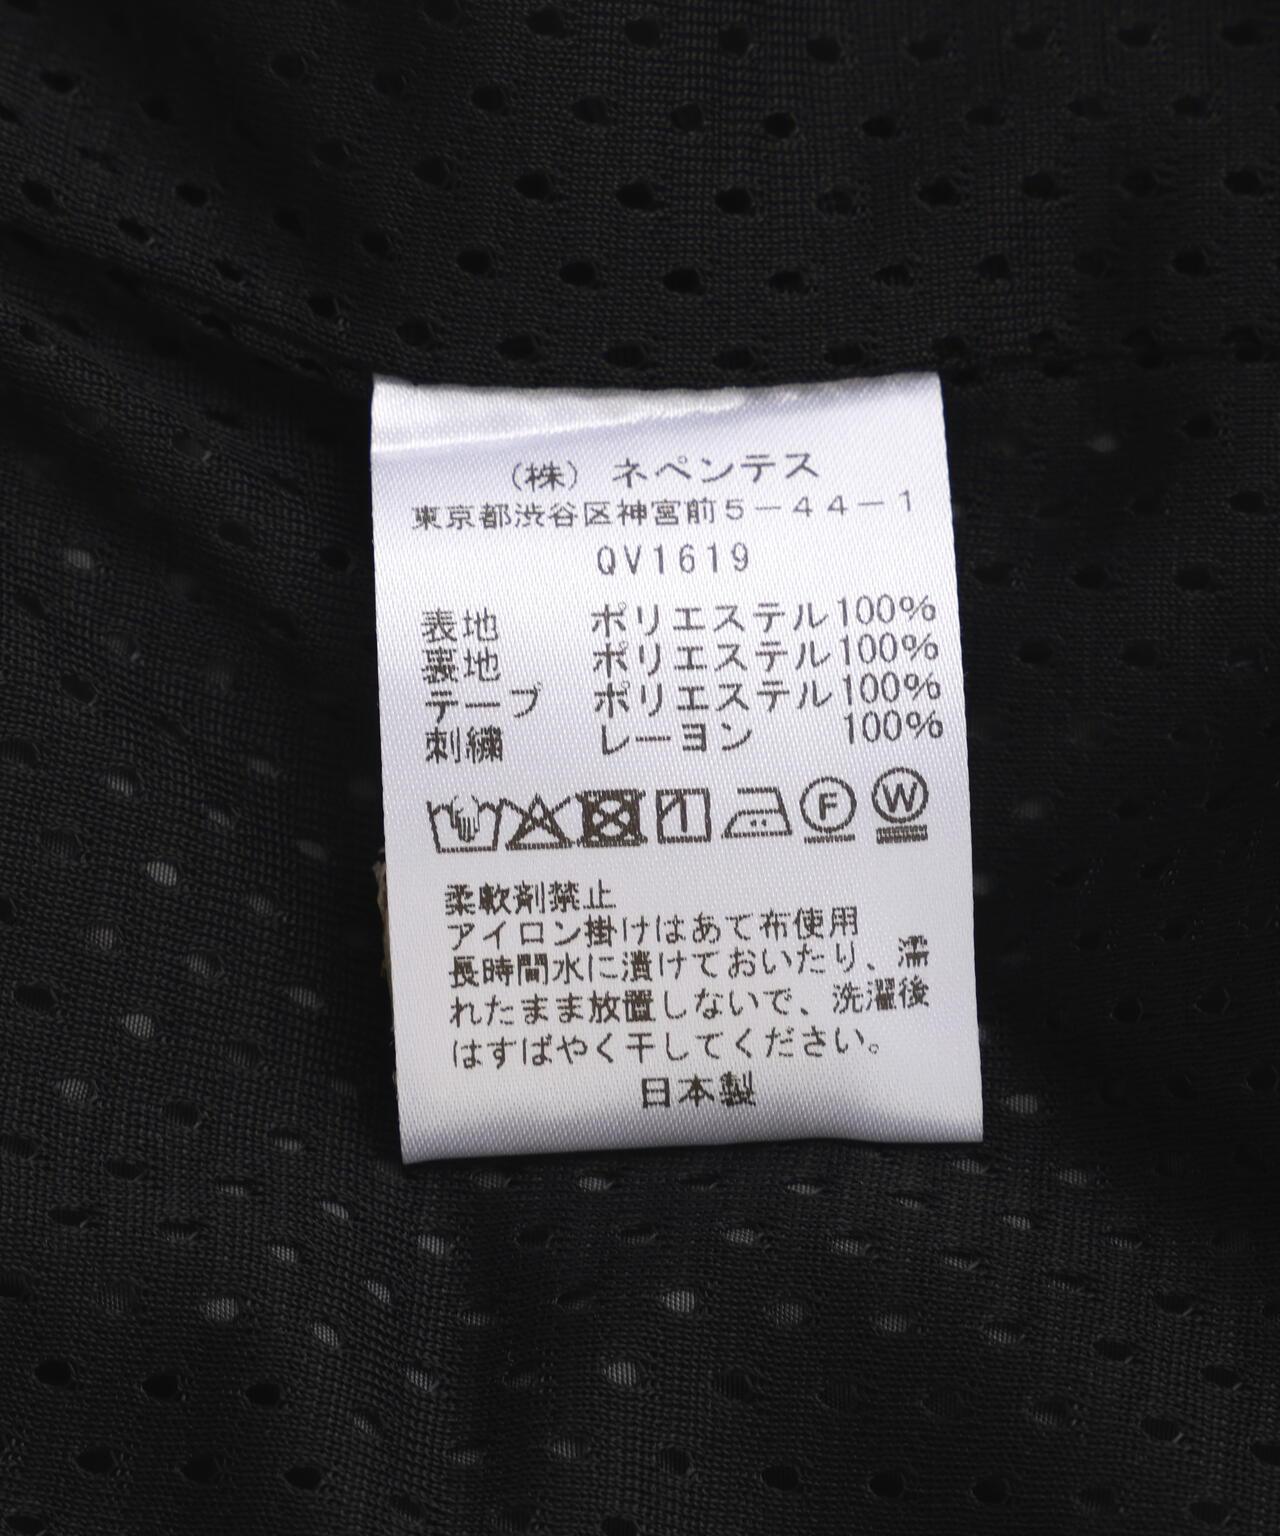 (株) ネペンテス
東京都渋谷区神宮前5-44-1
QV1619
表地 ポリエステル100%
裏地 ポリエステル100%
テープ ポリエステル100%
刺繍 レーヨン 100%
F W
柔軟剤禁止
アイロン掛けはあて布使用
長時間水に漬けておいたり、濡
れたまま放置しないで、洗濯後
はすばやく干してください。
日本製